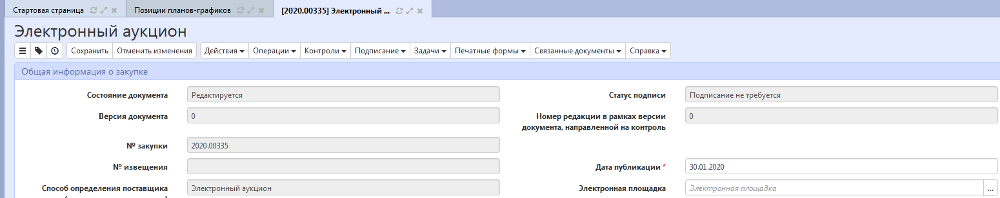 Стартовая страница Позиции планов-графиков [2020.00335] Электронный ...
Электронный аукцион
Сохранить Отменить изменения Действия Операции Контроли Подписание Задачи Печатные формы Связанные документы Справка
Общая информация о закупке
Состояние документа Редактируется Статус подписи Подписание не требуется
Версия документа 0 Номер редакции в рамках версии 0
документа, направленной на контроль
№ закупки 2020.00335
№ извещения Дата публикации * 30.01.2020
Способ определения поставщика Электронный аукцион Электронная площадка Электронная площадка ...